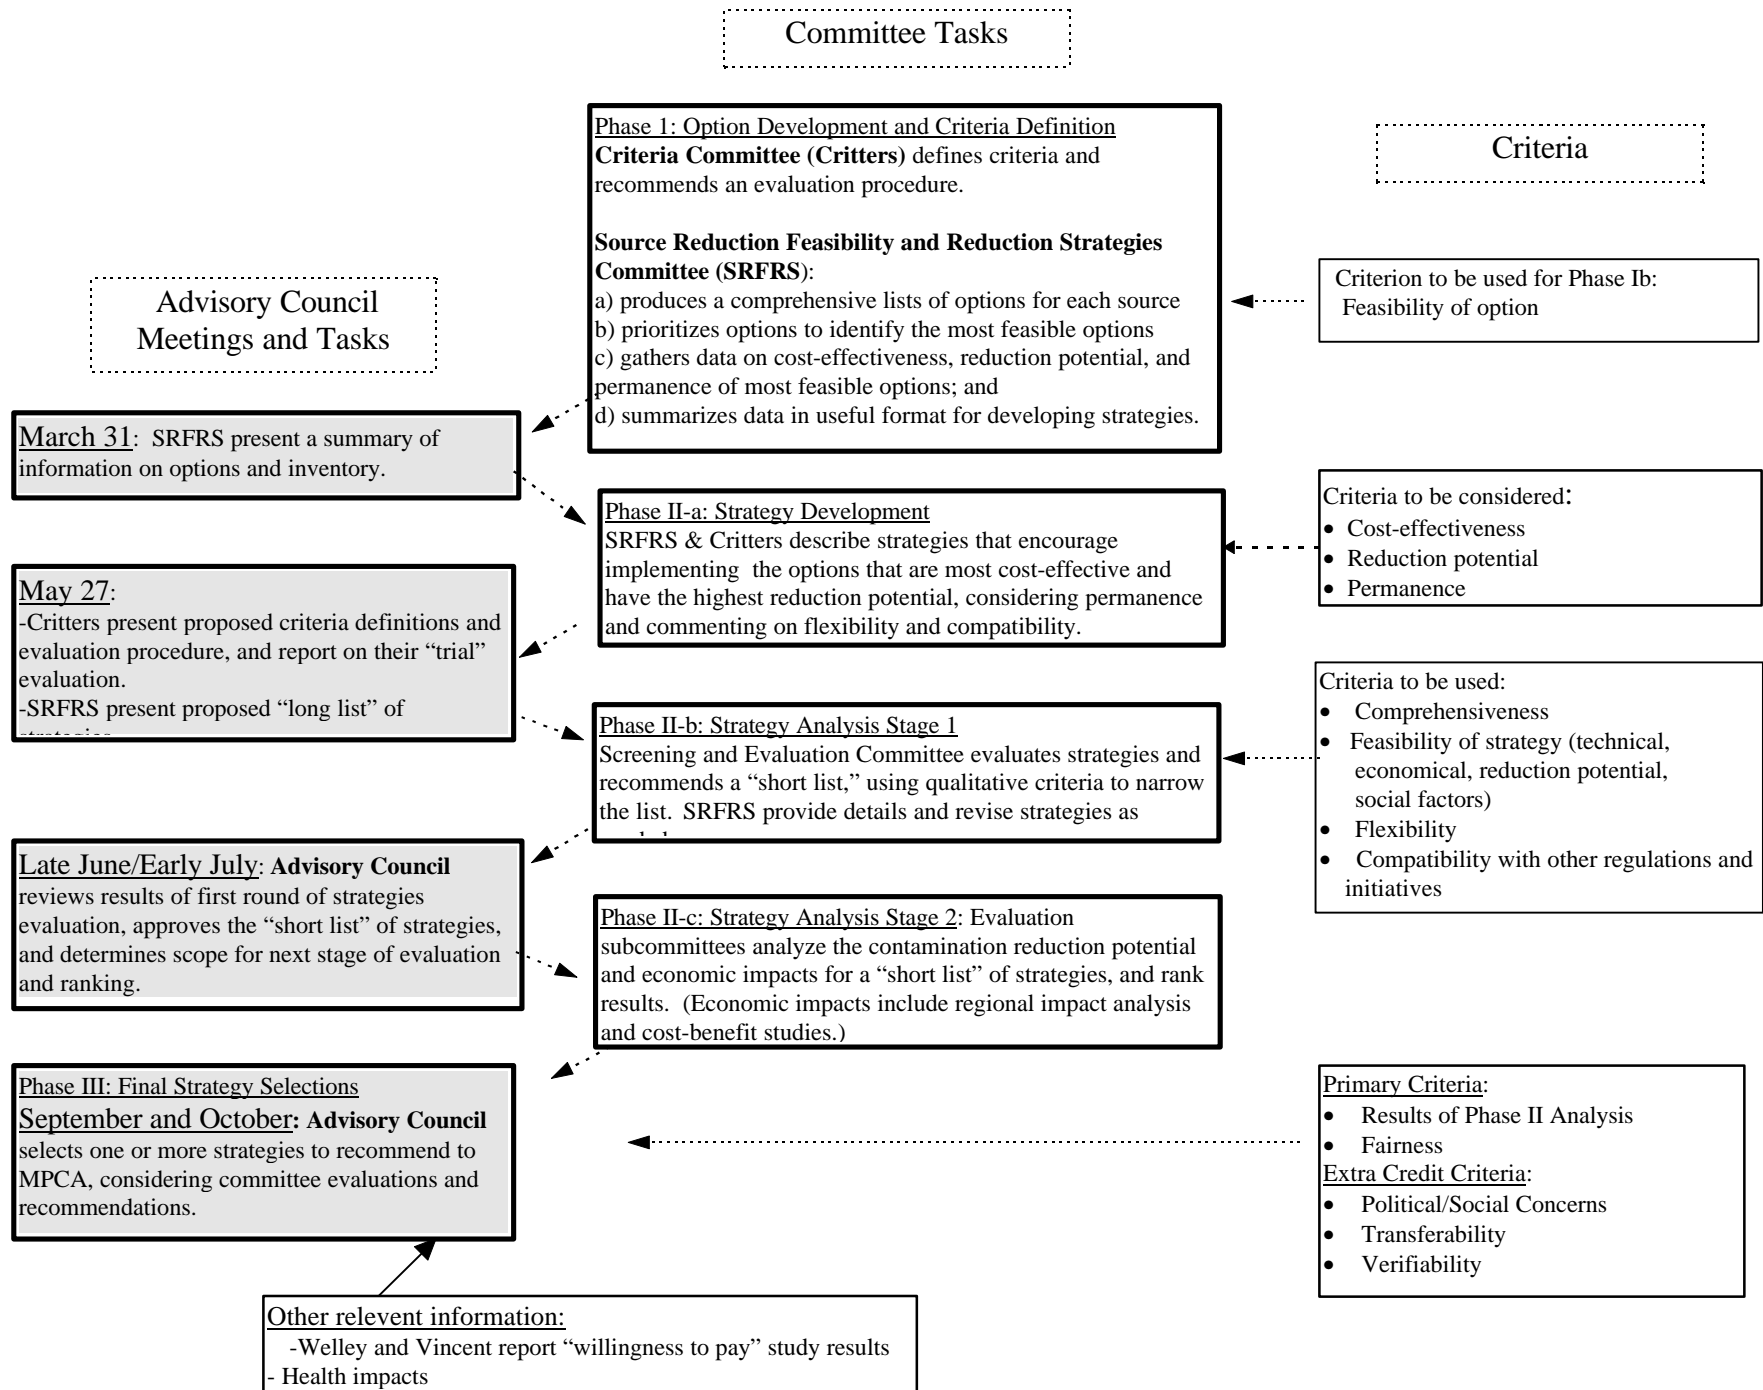 Committee Tasks
Phase 1: Option Development and Criteria Definition
Criteria Committee (Critters) defines criteria and
recommends an evaluation procedure.
Source Reduction Feasibility and Reduction Strategies
Committee (SRFRS):
a) produces a comprehensive lists of options for each source
b) prioritizes options to identify the most feasible options
c) gathers data on cost-effectiveness, reduction potential, and
permanence of most feasible options; and
d) summarizes data in useful format for developing strategies.
Criteria
Criterion to be used for Phase Ib:
Feasibility of option
Advisory Council
Meetings and Tasks
March 31:  SRFRS present a summary of
information on options and inventory.
Phase II-a: Strategy Development
SRFRS & Critters describe strategies that encourage
implementing  the options that are most cost-effective and
have the highest reduction potential, considering permanence
and commenting on flexibility and compatibility.
Criteria to be considered:
• Cost-effectiveness
• Reduction potential
• Permanence
May 27:
-Critters present proposed criteria definitions and
evaluation procedure, and report on their “trial”
evaluation.
-SRFRS present proposed “long list” of
Phase II-b: Strategy Analysis Stage 1
Screening and Evaluation Committee evaluates strategies and
recommends a “short list,” using qualitative criteria to narrow
the list.  SRFRS provide details and revise strategies as
Criteria to be used:
• Comprehensiveness
• Feasibility of strategy (technical,
economical, reduction potential,
social factors)
• Flexibility
• Compatibility with other regulations and
initiatives
Late June/Early July: Advisory Council
reviews results of first round of strategies
evaluation, approves the “short list” of strategies,
and determines scope for next stage of evaluation
and ranking.
Phase II-c: Strategy Analysis Stage 2: Evaluation
subcommittees analyze the contamination reduction potential
and economic impacts for a “short list” of strategies, and rank
results.  (Economic impacts include regional impact analysis
and cost-benefit studies.)
Phase III: Final Strategy Selections
September and October: Advisory Council
selects one or more strategies to recommend to
MPCA, considering committee evaluations and
recommendations.
Primary Criteria:
• Results of Phase II Analysis
• Fairness
Extra Credit Criteria:
• Political/Social Concerns
• Transferability
• Verifiability
Other relevent information:
-Welley and Vincent report “willingness to pay” study results
- Health impacts